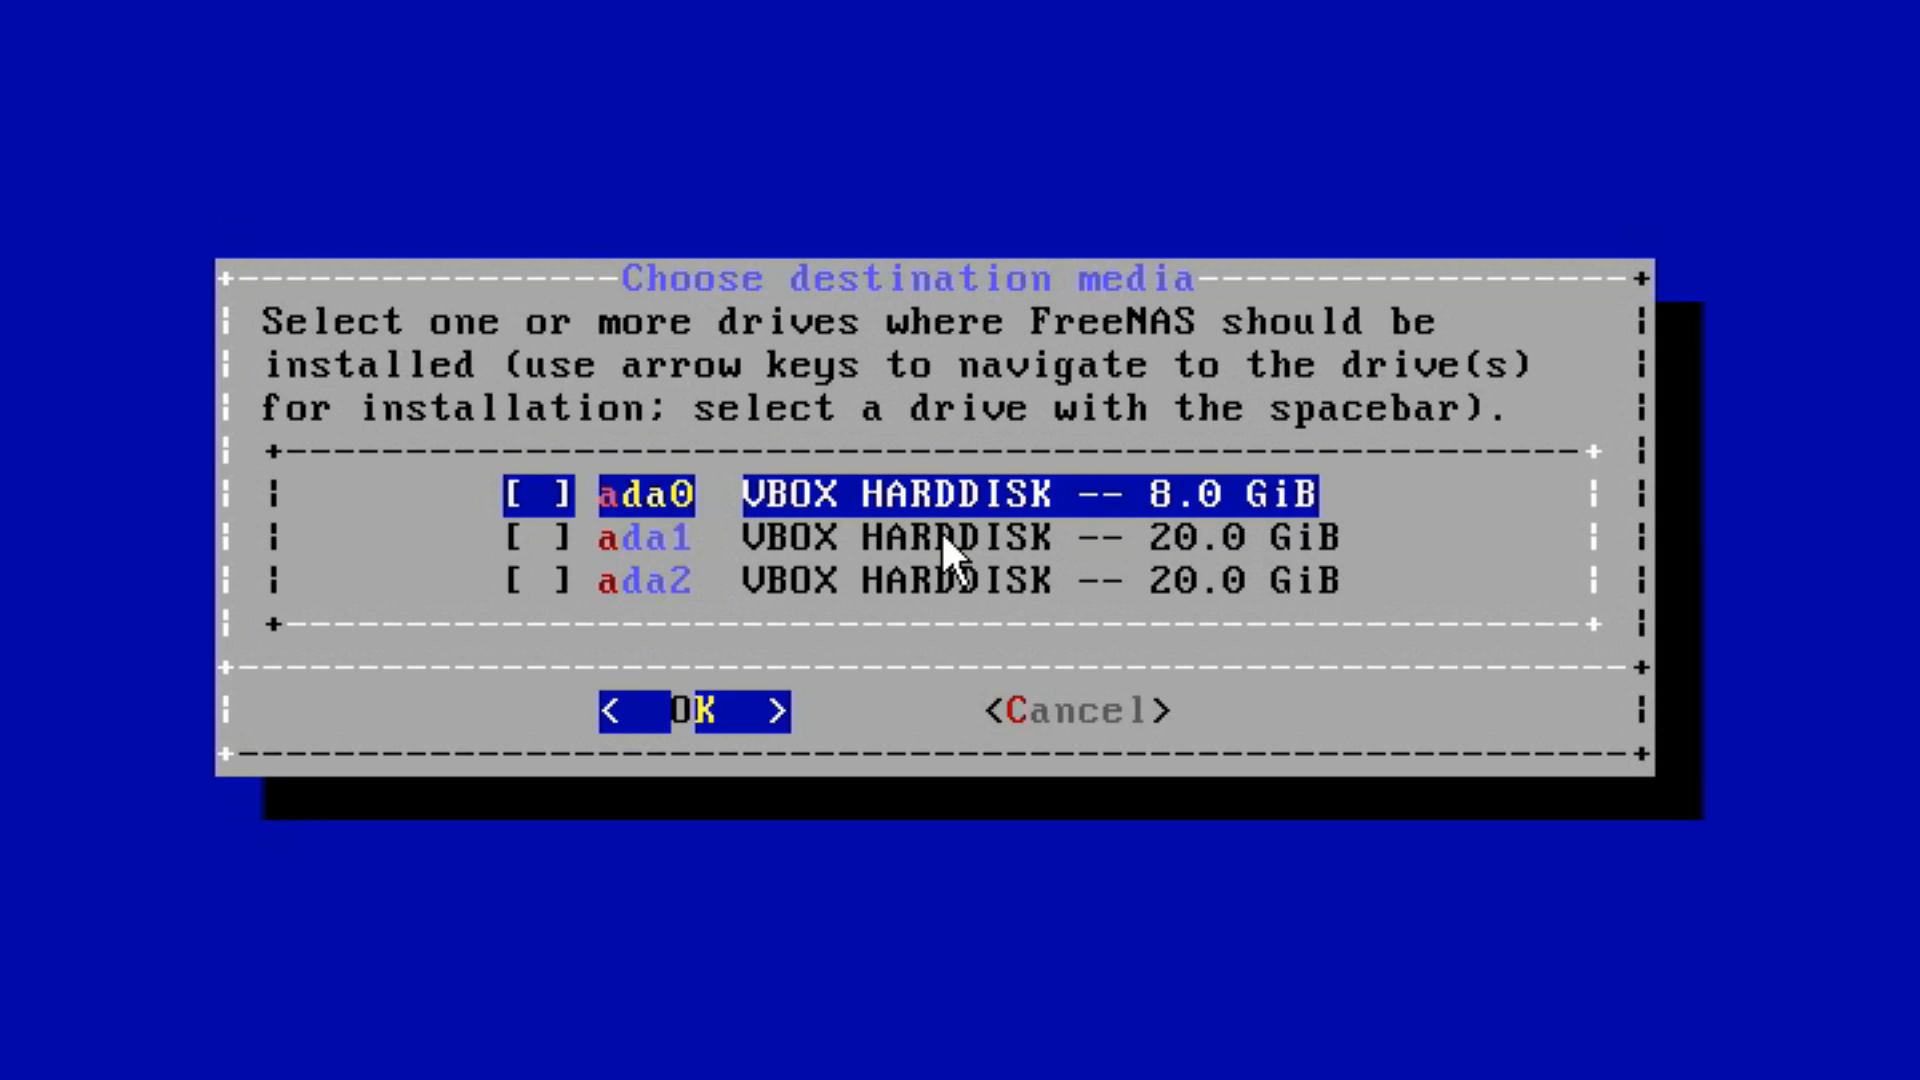 Choose destination media
Select one or more drives where FreeNAS should be
installed (use arrow keys to navigate to the drive(s)
for installation; select a drive with the spacebar).
[ ] ada0 VBOX HARDDISK -- 8.0 GiB
[ ] ada1 VBOX HARDDISK -- 20.0 GiB
[ ] ada2 VBOX HARDDISK -- 20.0 GiB
< OK > <Cancel>